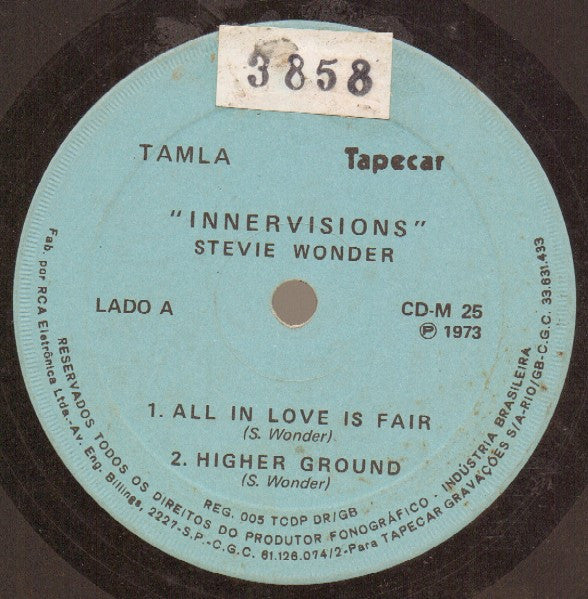 3858
TAMLA Tapecar
"INNERVISIONS"
STEVIE WONDER
LADO A
CD-M 25
℗ 1973
1. ALL IN LOVE IS FAIR
(S. Wonder)
2. HIGHER GROUND
(S. Wonder)
REG. 005 TCDP DR/GB
RESERVADOS TODOS OS DIREITOS DO PRODUTOR FONOGRÁFICO - INDÚSTRIA BRASILEIRA
Fab. por RCA Eletrônica Ltda.-Av. Eng. Billings, 2227-S.P.-C.G.C. 61.126.074/2-Para TAPECAR GRAVAÇÕES S/A-RIO/GB-C.G.C. 33.631.433